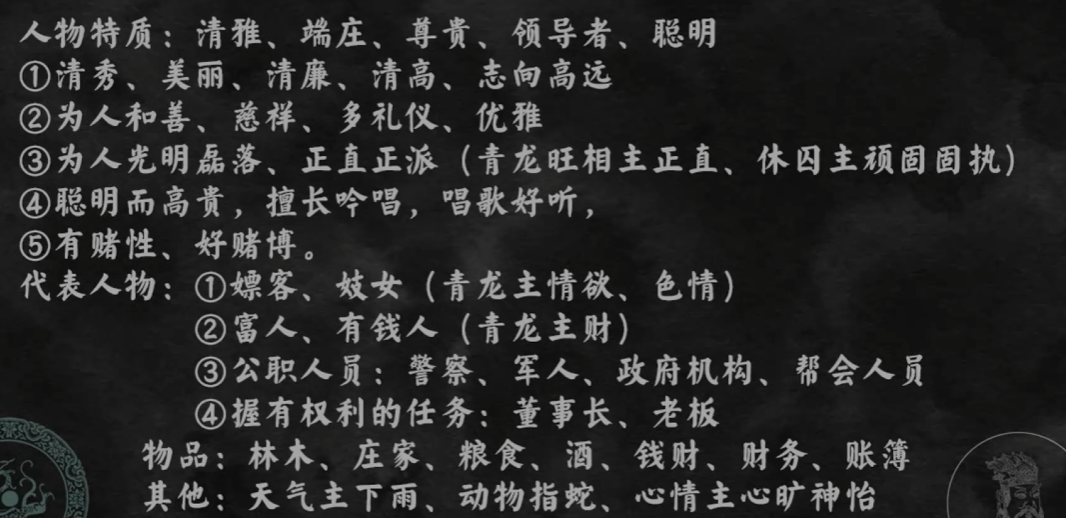 人物特质：清雅、端庄、尊贵、领导者、聪明
①清秀、美丽、清廉、清高、志向高远
②为人和善、慈祥、多礼仪、优雅
③为人光明磊落、正直正派（青龙旺相主正直、休囚主顽固固执）
④聪明而高贵，擅长吟唱，唱歌好听，
⑤有赌性、好赌博。
代表人物：①嫖客、妓女（青龙主情欲、色情）
②富人、有钱人（青龙主财）
③公职人员：警察、军人、政府机构、帮会人员
④握有权利的任务：董事长、老板
物品：林木、庄家、粮食、酒、钱财、财务、账簿
其他：天气主下雨、动物指蛇、心情主心旷神怡